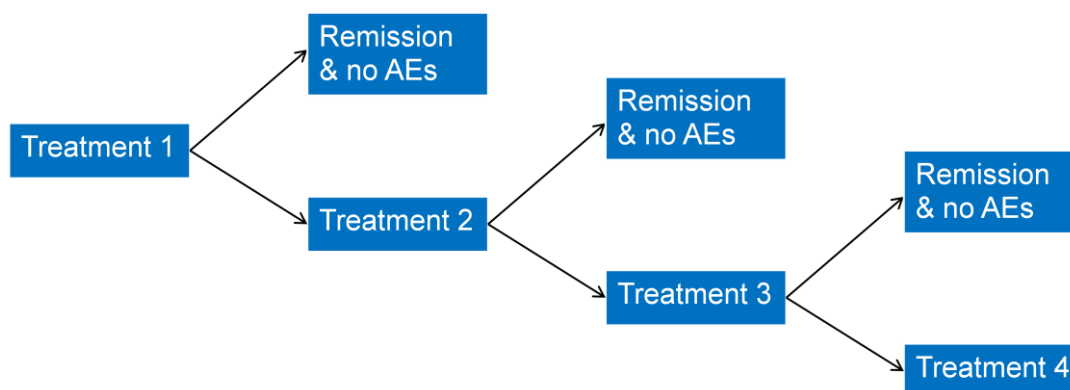 Remission
& no AEs
Treatment 1
Remission
& no AEs
Treatment 2
Remission
& no AEs
Treatment 3
Treatment 4